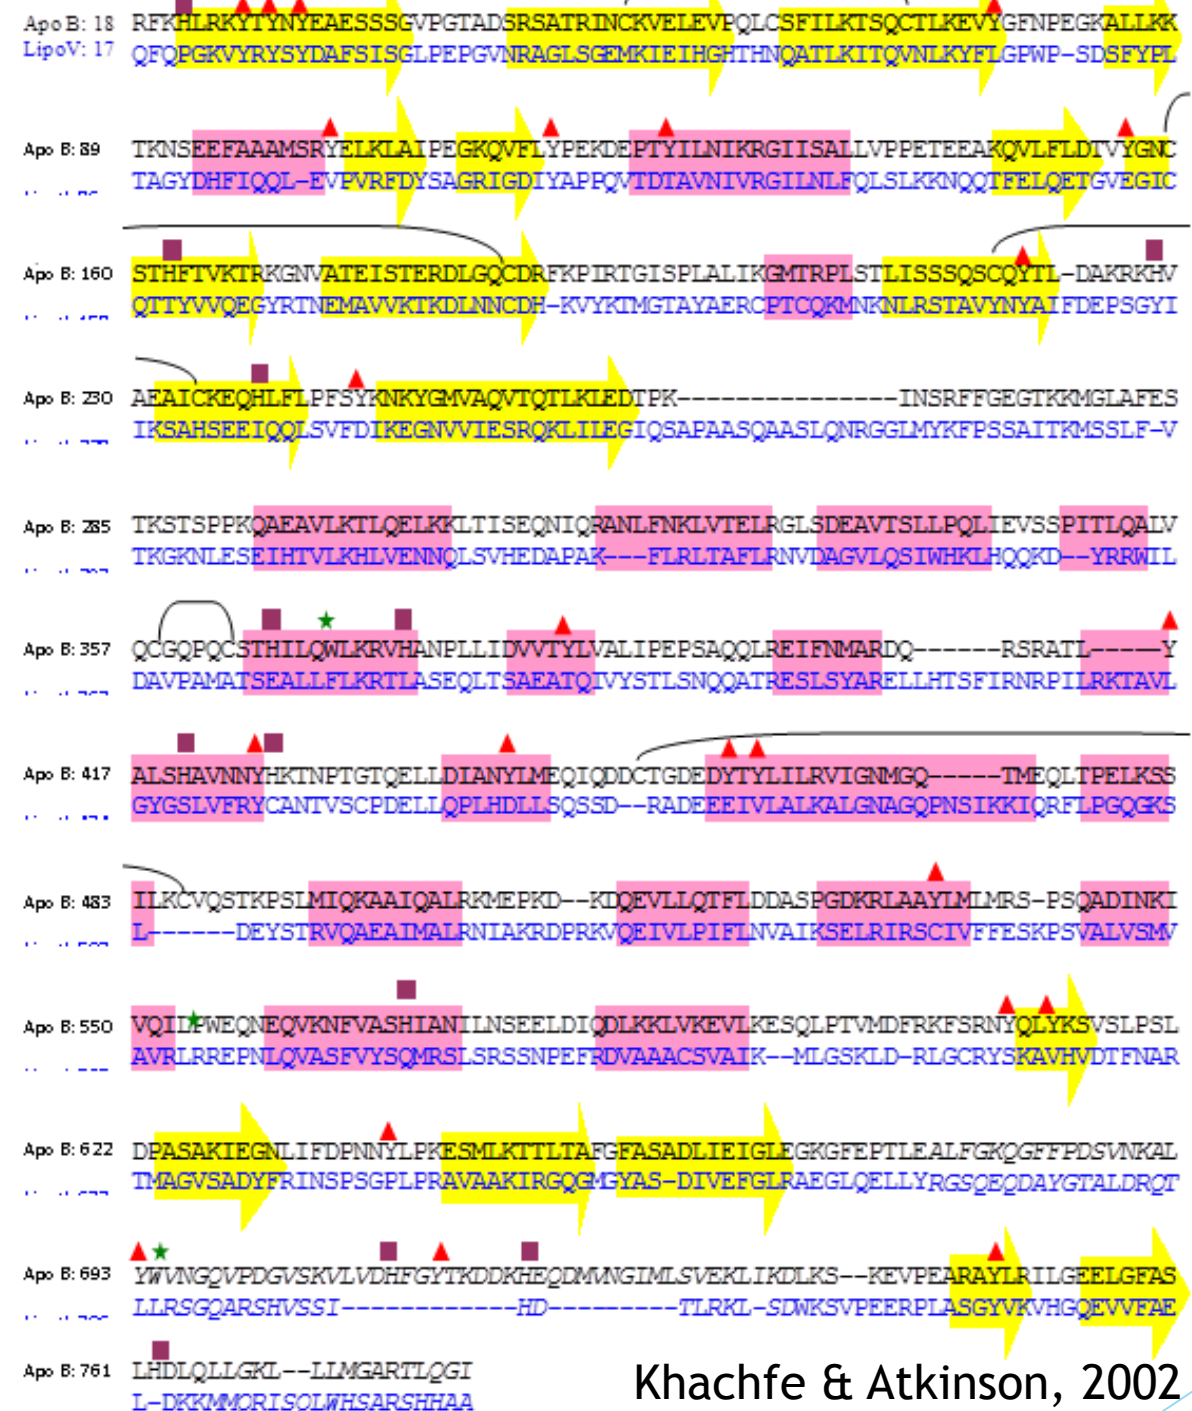 Apo B: 18 RFKHLRKYTYNYEAESSSGVPGTADSRSATRINCKVELEVPQLCSFILKTSQCTLKEVYGFNPEGKALLKK
LipoV: 17 QFQPGKVYRYSYDAFSISGLPEPGVNRAGLSGEMKIEIHGHTHNQATLKITQVNLKYFLGPWP-SDSFYPL
Apo B: 89 TKNSEEFAAAMSRYELKLAIPEGKQVFLYPEKDEPTYILNIKRGIISALLVPPETEEAKQVLFLDTVYGNC
TAGYDHFIQQL-EVPVRFDYSAGRIGDIYAPPQVTDTAVNIVRGILNLFQLSLKKNQQTFELQETGVEGIC
Apo B: 160 STHFTVKTRKGNVATEISTERDLGQCDRFKPIRTGISPLALIKGMTRPLSTLISSSQSCQYTL-DAKRKHV
QTTYVVQEGYRTNEMAVVKTKDLNNCDH-KVYKTMGTAYAERCPTCQKMNKNLRSTAVYNYAIFDEPSGYI
Apo B: 230 AEAICKEQHLFLPFSYKNKYGMVAQVTQTLKLEDTPK---------------INSRFFGEGTKKMGLAFES
IKSAHSEEIQQLSVFDIKEGNVVIESRQKLILEGIQSAPAASQAASLQNRGGLMYKFPSSAITKMSSLF-V
Apo B: 285 TKSTSPPKQAEAVLKTLQELKKLTISEQNIQRANLFNKLVTELRGLSDEAVTSLLPQLIEVSSPITLQALV
TKGKNLESEIHTVLKHLVENNQLSVHEDAPAK---FLRLTAFLRNVDAGVLQSIWHKLHQQKD--YRRWIL
Apo B: 357 QCGQPQCSTHILQWLKRVHANPLLIDVVTYLVALIPEPSAQQLREIFNMARDQ------RSRATL-----Y
DAVPAMATSEALLFLKRTLASEQLTSAEATQIVYSTLSNQQATRESLSYARELLHTSFIRNRPILRKTAVL
Apo B: 417 ALSHAVNNYHKTNPTGTQELLDIANYLMEQIQDDCTGDEDYTYLILRVIGNMGQ-----TMEQLTPELKSS
GYGSLVFRYCANTVSCPDELLQPLHDLLSQSSD--RADEEEIVLALKALGNAGQPNSIKKIQRFLPGQGKS
Apo B: 483 ILKCVQSTKPSLMIQKAAIQALRKMEPKD--KDQEVLLQTFLDDASPGDKRLAAYLMLMRS-PSQADINKI
L------DEYSTRVQAEAIMALRNIAKRDPRKVQEIVLPIFLNVAIKSELRIRSCIVFFESKPSVALVSMV
Apo B: 550 VQILPWEQNEQVKNFVASHIANILNSEELDIQDLKKLVKEVLKESQLPTVMDFRKFSRNYQLYKSVSLPSL
AVRLRREPNLQVASFVYSQMRSLSRSSNPEFRDVAAACSVAIK--MLGSKLD-RLGCRYSKAVHVDTFNAR
Apo B: 622 DPASAKIEGNLIFDPNNYLPKESMLKTTLTAFGFASADLIEIGLEGKGFEPTLEALFGKQGFFPDSVNKAL
TMAGVSADYFRINSPSGPLPRAVAAKIRGQGMGYAS-DIVEFGLRAEGLQELLYRGSQEQDAYGTALDRQT
Apo B: 693 YWVNGQVPDGVSKVLVDHFGYTKDDKHEQDMVNGIMLSVEKLIKDLKS--KEVPEARAYLRILGEELGFAS
LLRSGQARSHVSSI------------HD---------TLRKL-SDWKSVPEERPLASGYVKVHGQEVVFAE
Apo B: 761 LHDLQLLGKL--LLMGARTLQGI
L-DKKMMQRISQLWHSARSHHAA
Khachfe & Atkinson, 2002